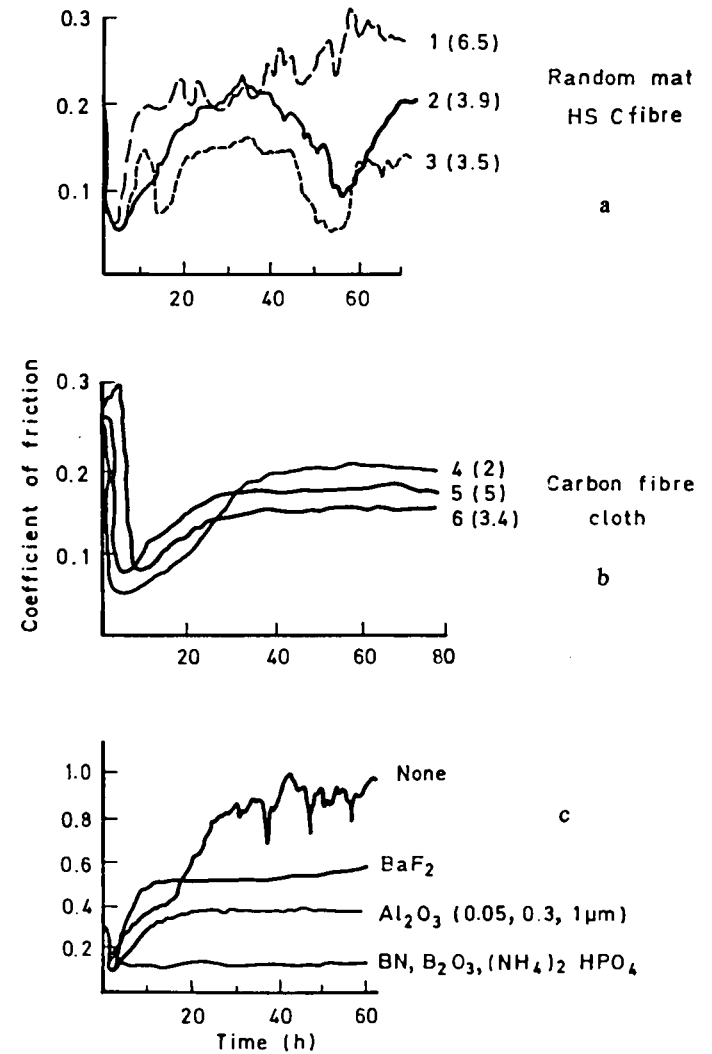 0.3
0.2
0.1
20 40 60
1 (6.5)
2 (3.9)
3 (3.5)
Random mat
HS C fibre
a
Coefficient of friction
0.3
0.2
0.1
20 40 60 80
4 (2)
5 (5)
6 (3.4)
Carbon fibre
cloth
b
1.0
0.8
0.6
0.4
0.2
20 40 60
Time (h)
None
BaF₂
Al₂O₃ (0.05, 0.3, 1µm)
BN, B₂O₃, (NH₄)₂ HPO₄
c